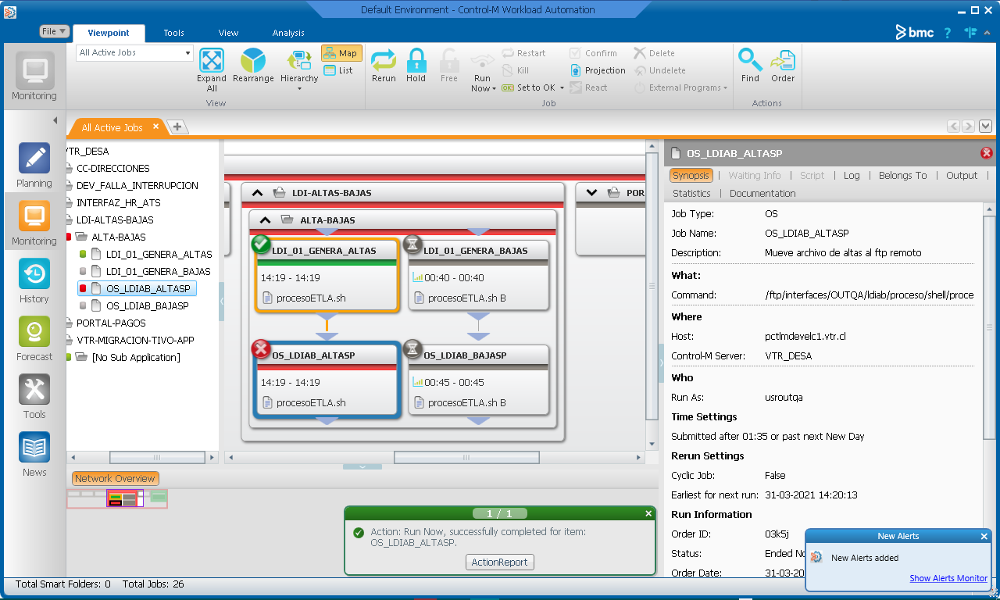 Default Environment - Control-M Workload Automation
File
Viewpoint
Tools
View
Analysis
bmc
?
All Active Jobs
Expand All
Rearrange
Hierarchy
Map
List
View
Rerun
Hold
Free
Run Now
Restart
Kill
OK Set to OK
Confirm
Projection
React
Delete
Undelete
External Programs
Job
Find
Order
Actions
Monitoring
Planning
Monitoring
History
Forecast
Tools
News
All Active Jobs
VTR_DESA
CC-DIRECCIONES
DEV_FALLA_INTERRUPCION
INTERFAZ_HR_ATS
LDI-ALTAS-BAJAS
ALTA-BAJAS
LDI_01_GENERA_ALTAS
LDI_01_GENERA_BAJAS
OS_LDIAB_ALTASP
OS_LDIAB_BAJASP
PORTAL-PAGOS
VTR-MIGRACION-TIVO-APP
[No Sub Application]
LDI-ALTAS-BAJAS
POR
ALTA-BAJAS
LDI_01_GENERA_ALTAS
14:19 - 14:19
procesoETLA.sh
LDI_01_GENERA_BAJAS
00:40 - 00:40
procesoETLA.sh B
OS_LDIAB_ALTASP
14:19 - 14:19
procesoETLA.sh
OS_LDIAB_BAJASP
00:45 - 00:45
procesoETLA.sh B
Network Overview
1 / 1
Action: Run Now, successfully completed for item:
OS_LDIAB_ALTASP.
ActionReport
OS_LDIAB_ALTASP
Synopsis | Waiting Info | Script | Log | Belongs To | Output |
Statistics | Documentation
Job Type: OS
Job Name: OS_LDIAB_ALTASP
Description: Mueve archivo de altas al ftp remoto
What:
Command: /ftp/interfaces/OUTQA/ldiab/proceso/shell/proce
Where
Host: pctlmdevelc1.vtr.cl
Control-M Server: VTR_DESA
Who
Run As: usroutqa
Time Settings
Submitted after 01:35 or past next New Day
Rerun Settings
Cyclic Job: False
Earliest for next run: 31-03-2021 14:20:13
Run Information
Order ID: 03k5j
Status: Ended No
Order Date: 31-03-20
New Alerts
New Alerts added
Show Alerts Monitor
Total Smart Folders: 0 Total Jobs: 26